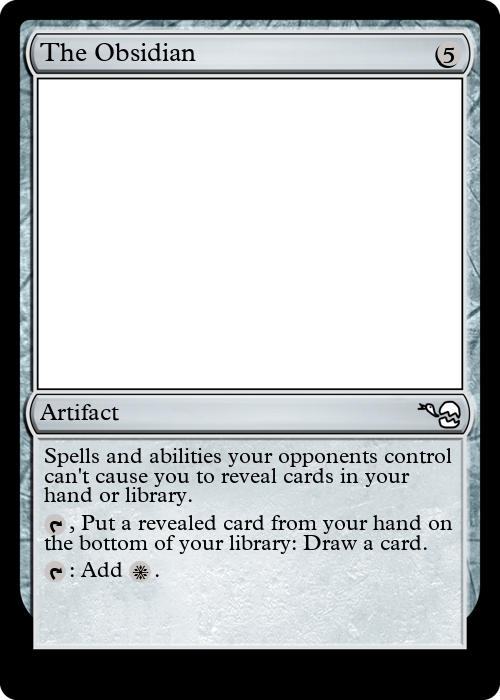 The Obsidian 5
Artifact
Spells and abilities your opponents control
can't cause you to reveal cards in your
hand or library.
, Put a revealed card from your hand on
the bottom of your library: Draw a card.
: Add .